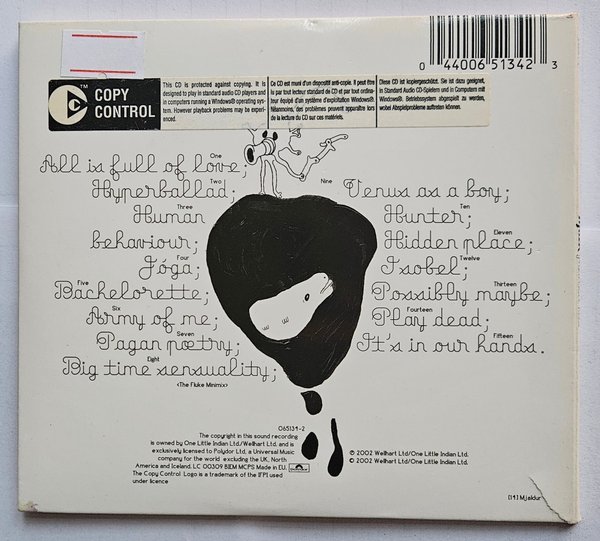 0 44006 51342 3
COPY
CONTROL
TM
This CD is protected against copying. It is
designed to play in standard audio CD players and
in computers running a Windows® operating sys-
tem. However playback problems may be experi-
enced.
Ce CD est muni d'un dispositif anti-copie. Il peut être
lu par tout lecteur standard de CD et par tout ordi-
nateur équipé d'un système d'exploitation Windows®.
Néanmoins, des problèmes peuvent apparaître lors
de la lecture du CD sur ces matériels.
Diese CD ist kopiergeschützt. Sie ist dazu geeignet,
in Standard Audio CD-Spielern und in Computern mit
Windows®. Betriebssystem abgespielt zu werden,
wobei Abspielprobleme auftreten können.
One
All is full of love;
Two
Hyperballad;
Three
Human
behaviour;
Four
Jóga;
Five
Bachelorette;
Six
Army of me;
Seven
Pagan poetry;
Eight
Big time sensuality;
<The Fluke Minimix>
Nine
Venus as a boy;
Ten
Hunter;
Eleven
Hidden place;
Twelve
Isobel;
Thirteen
Possibly maybe;
Fourteen
Play dead;
Fifteen
It's in our hands.
065134-2
The copyright in this sound recording
is owned by One Little Indian Ltd./Wellhart Ltd. and is
exclusively licensed to Polydor Ltd, a Universal Music
company for the world excluding the UK, North
America and Iceland. LC 00309 BIEM MCPS Made in EU.
The Copy Control Logo is a trademark of the IFPI used
under licence
℗ 2002 Wellhart Ltd/One Little Indian Ltd.
© 2002 Wellhart Ltd/One Little Indian Ltd.